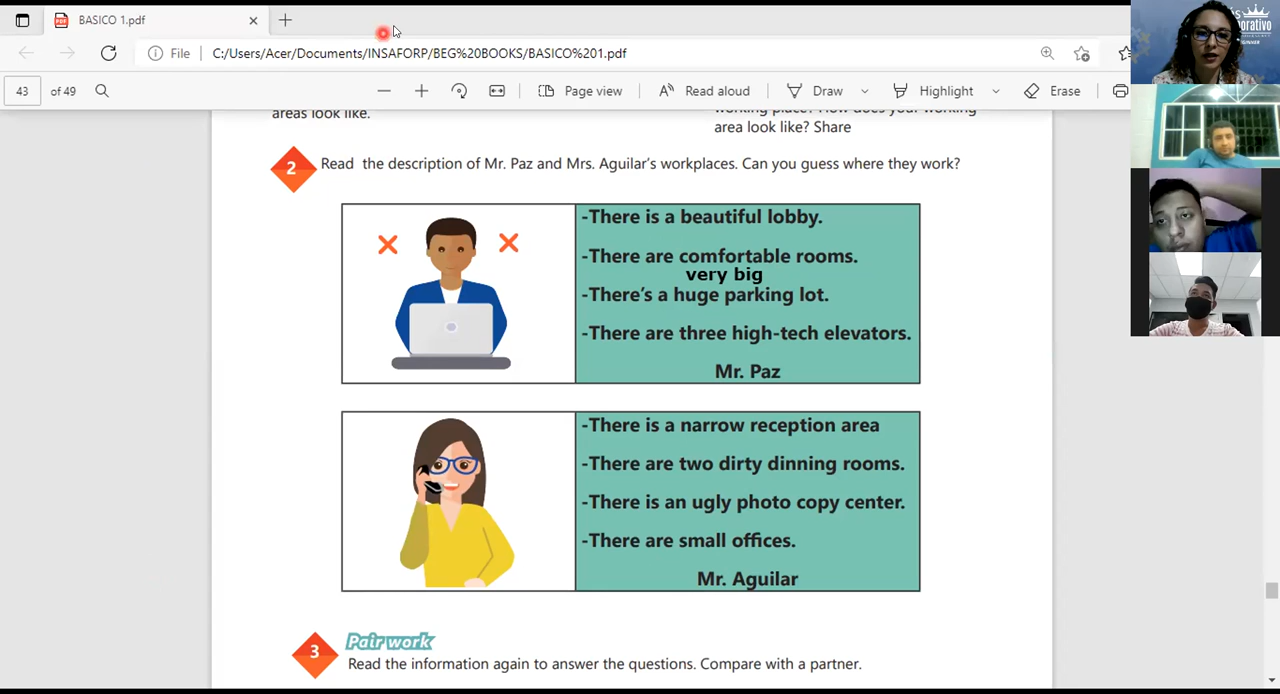 BASICO 1.pdf
File C:/Users/Acer/Documents/INSAFORP/BEG%20BOOKS/BASICO%201.pdf
43 of 49 Page view Read aloud Draw Highlight Erase
areas look like.
working place? How does your working
area look like? Share
2 Read the description of Mr. Paz and Mrs. Aguilar's workplaces. Can you guess where they work?
-There is a beautiful lobby.
-There are comfortable rooms.
very big
-There's a huge parking lot.
-There are three high-tech elevators.
Mr. Paz
-There is a narrow reception area
-There are two dirty dinning rooms.
-There is an ugly photo copy center.
-There are small offices.
Mr. Aguilar
3 Pair work
Read the information again to answer the questions. Compare with a partner.